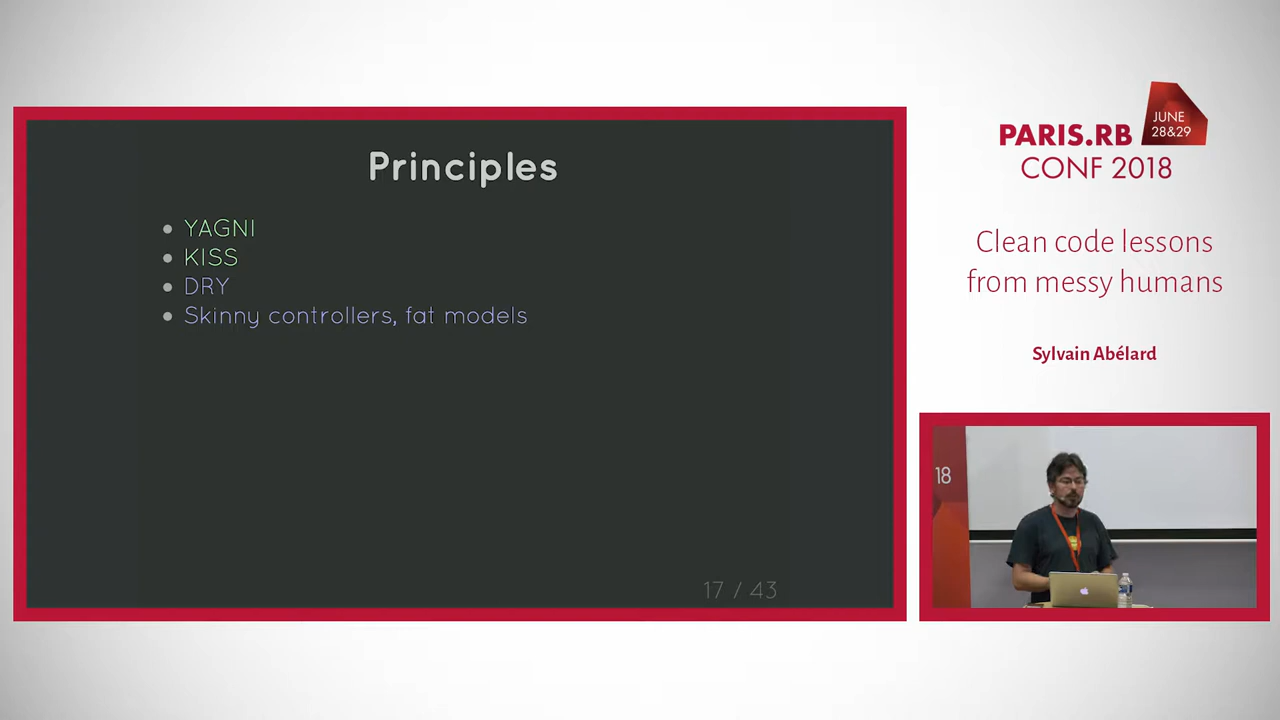 Principles
YAGNI
KISS
DRY
Skinny controllers, fat models
17 / 43
PARIS.RB
JUNE
28&29
CONF 2018
Clean code lessons
from messy humans
Sylvain Abélard
18